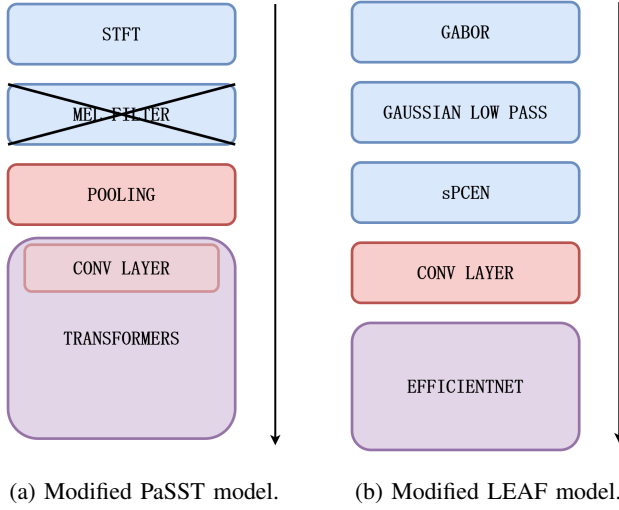 STFT
MEL FILTER
POOLING
CONV LAYER
TRANSFORMERS
(a) Modified PaSST model.
GABOR
GAUSSIAN LOW PASS
sPCEN
CONV LAYER
EFFICIENTNET
(b) Modified LEAF model.